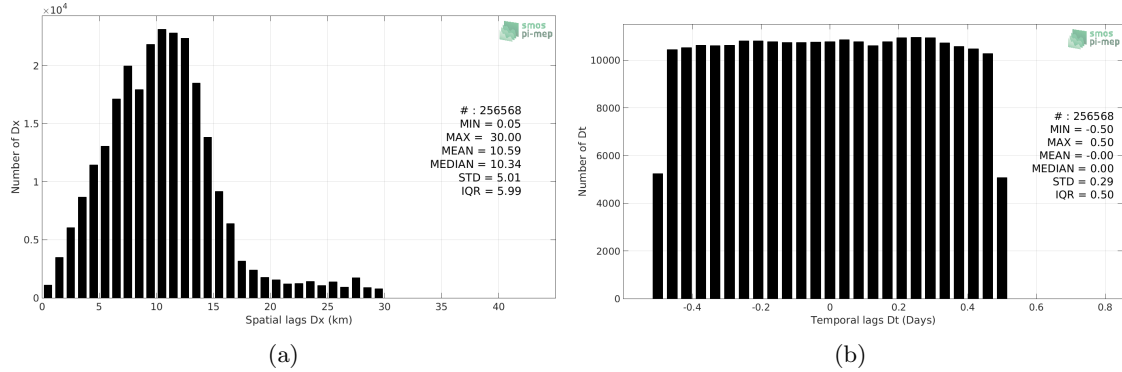 ×10⁴
smos
pi-mep
2
1.5
1
0.5
0
Number of Dx
# : 256568
MIN = 0.05
MAX = 30.00
MEAN = 10.59
MEDIAN = 10.34
STD = 5.01
IQR = 5.99
0 5 10 15 20 25 30 35 40
Spatial lags Dx (km)
(a)
smos
pi-mep
10000
8000
6000
4000
2000
0
Number of Dt
# : 256568
MIN = -0.50
MAX = 0.50
MEAN = -0.00
MEDIAN = 0.00
STD = 0.29
IQR = 0.50
-0.4 -0.2 0 0.2 0.4 0.6 0.8
Temporal lags Dt (Days)
(b)